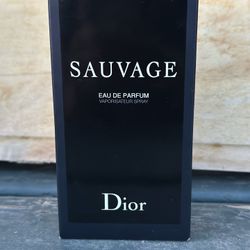 SAUVAGE
EAU DE PARFUM
VAPORISATEUR SPRAY
Dior